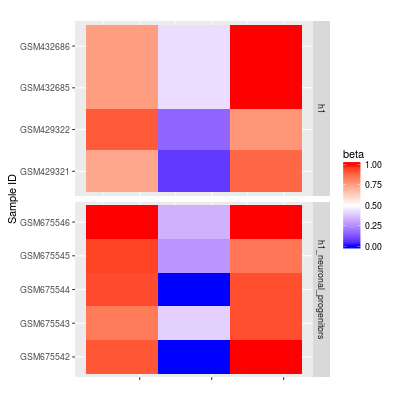 Sample ID
GSM432686
GSM432685
GSM429322
GSM429321
h1
GSM675546
GSM675545
GSM675544
GSM675543
GSM675542
h1_neuronal_progenitors
beta
1.00
0.75
0.50
0.25
0.00